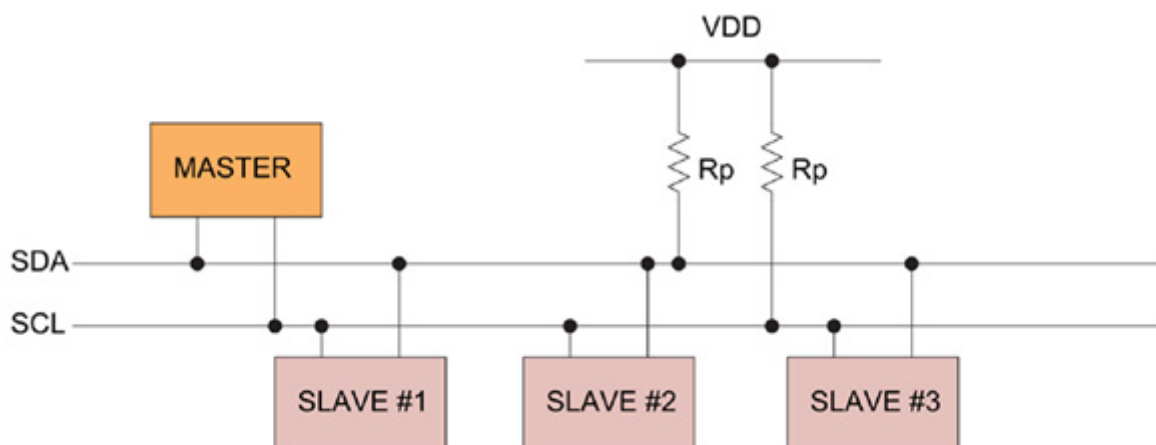 VDD
MASTER
Rp
Rp
SDA
SCL
SLAVE #1
SLAVE #2
SLAVE #3